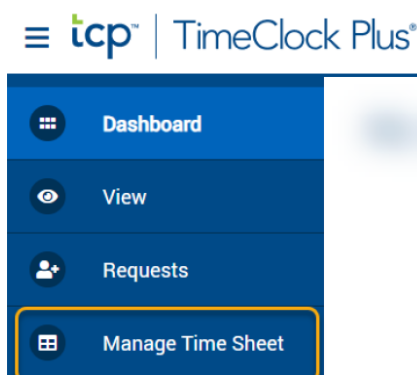 tcp™ | TimeClock Plus®
Dashboard
View
Requests
Manage Time Sheet